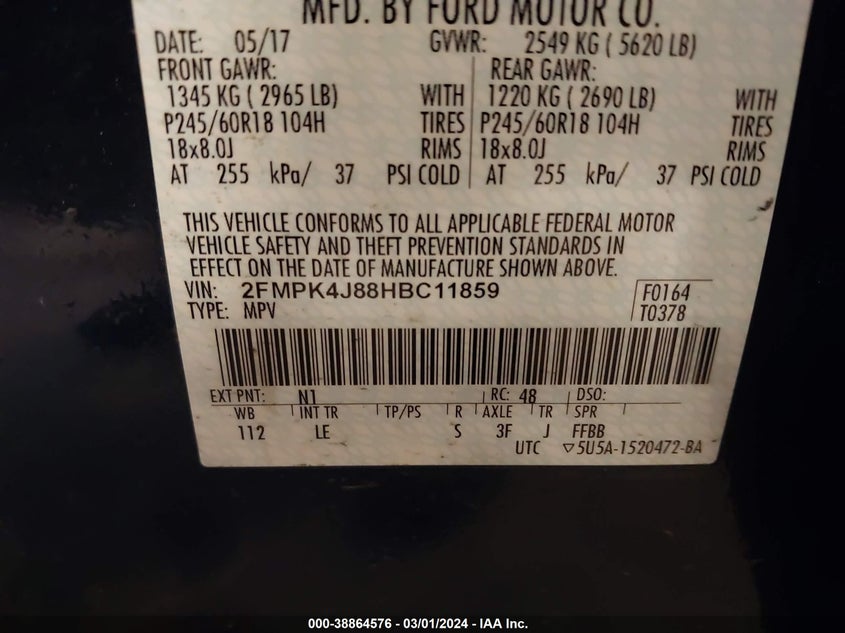 MFD. BY FORD MOTOR CO.
DATE: 05/17 GVWR: 2549 KG ( 5620 LB)
FRONT GAWR: REAR GAWR:
1345 KG ( 2965 LB) WITH 1220 KG ( 2690 LB) WITH
P245/60R18 104H TIRES P245/60R18 104H TIRES
18x8.0J RIMS 18x8.0J RIMS
AT 255 kPa/ 37 PSI COLD AT 255 kPa/ 37 PSI COLD
THIS VEHICLE CONFORMS TO ALL APPLICABLE FEDERAL MOTOR
VEHICLE SAFETY AND THEFT PREVENTION STANDARDS IN
EFFECT ON THE DATE OF MANUFACTURE SHOWN ABOVE.
VIN: 2FMPK4J88HBC11859 F0164
TYPE: MPV T0378
EXT PNT: N1 RC: 48 DSO:
WB INT TR TP/PS R AXLE TR SPR
112 LE S 3F J FFBB
UTC ▽5U5A-1520472-BA
000-38864576 - 03/01/2024 - IAA Inc.